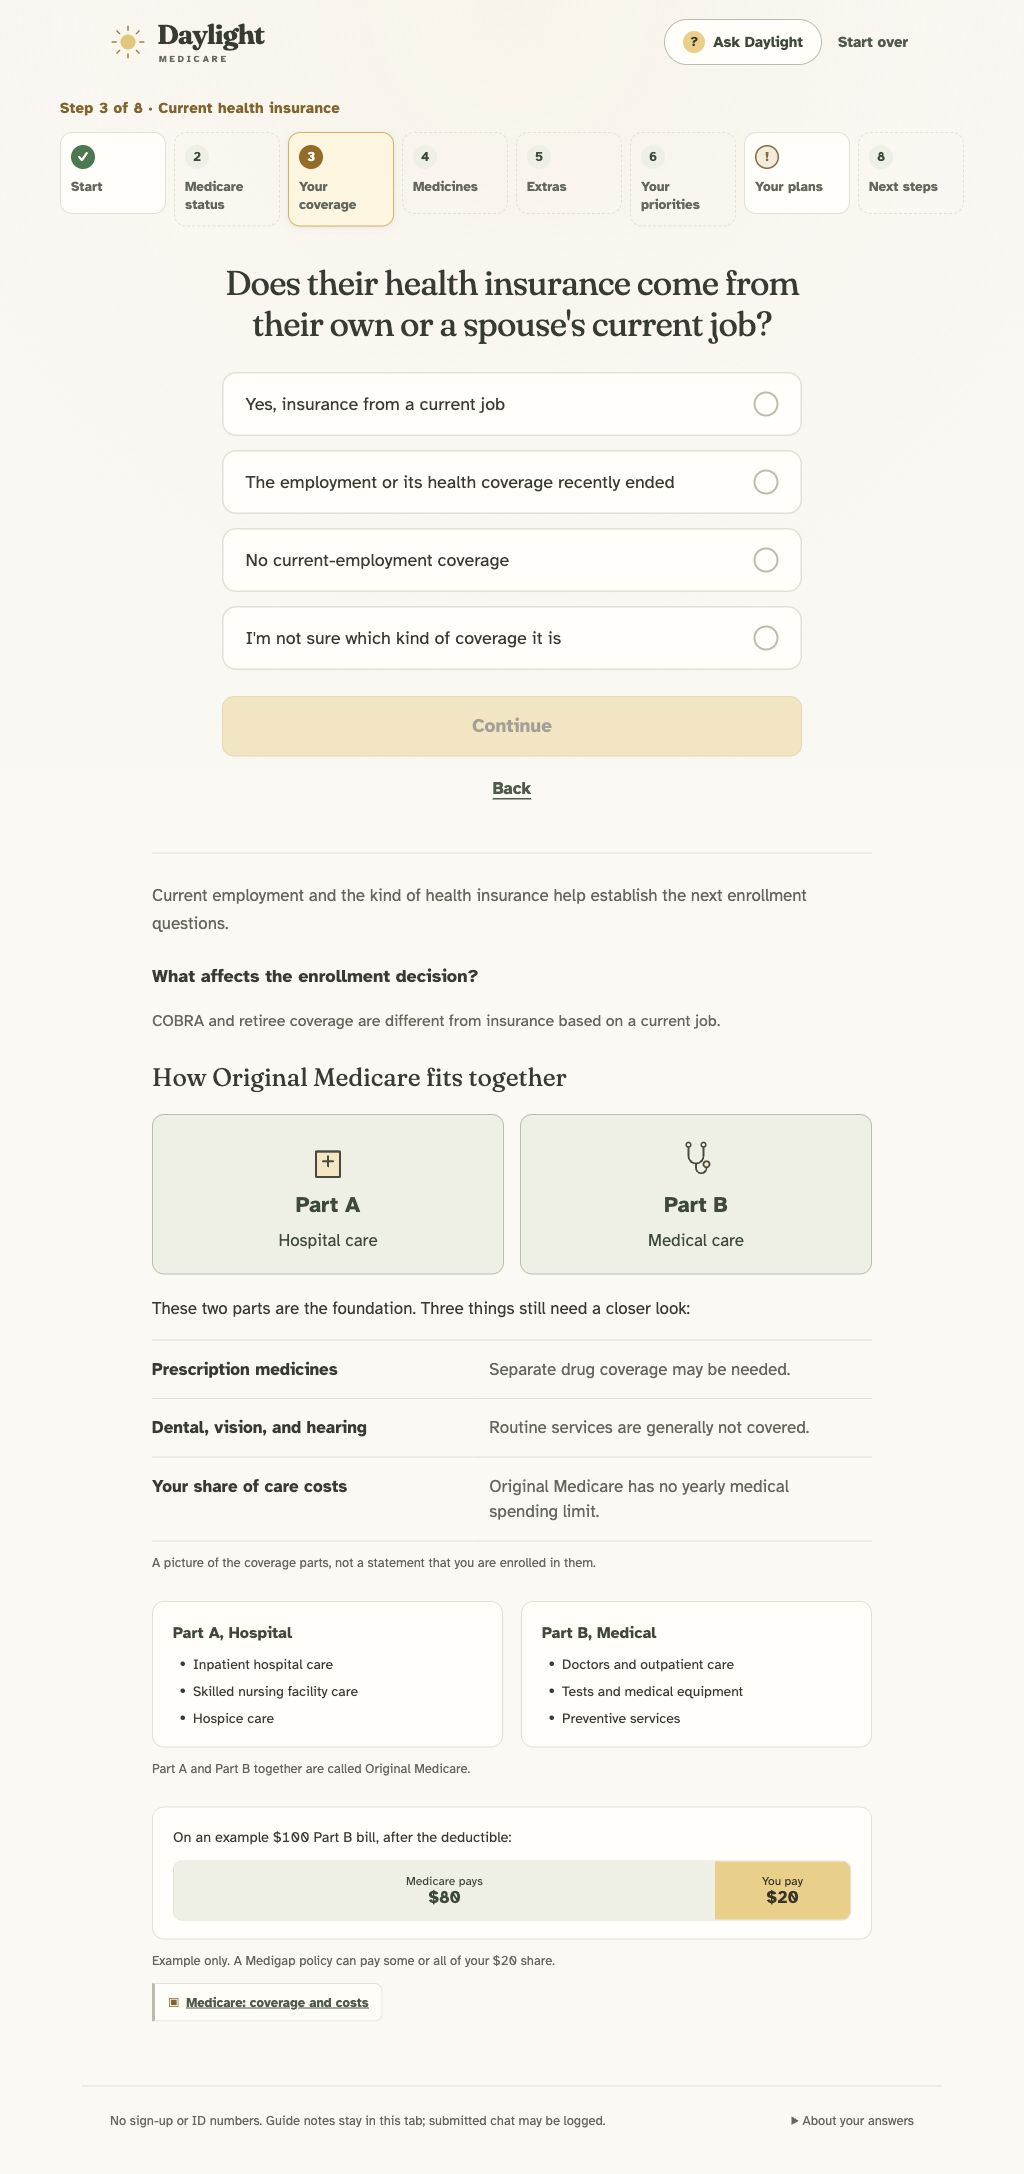 Daylight
MEDICARE
? Ask Daylight
Start over
Step 3 of 8 · Current health insurance
Start
2
Medicare
status
3
Your
coverage
4
Medicines
5
Extras
6
Your
priorities
!
Your plans
8
Next steps
Does their health insurance come from
their own or a spouse's current job?
Yes, insurance from a current job
The employment or its health coverage recently ended
No current-employment coverage
I'm not sure which kind of coverage it is
Continue
Back
Current employment and the kind of health insurance help establish the next enrollment
questions.
What affects the enrollment decision?
COBRA and retiree coverage are different from insurance based on a current job.
How Original Medicare fits together
Part A
Hospital care
Part B
Medical care
These two parts are the foundation. Three things still need a closer look:
Prescription medicines
Separate drug coverage may be needed.
Dental, vision, and hearing
Routine services are generally not covered.
Your share of care costs
Original Medicare has no yearly medical
spending limit.
A picture of the coverage parts, not a statement that you are enrolled in them.
Part A, Hospital
• Inpatient hospital care
• Skilled nursing facility care
• Hospice care
Part B, Medical
• Doctors and outpatient care
• Tests and medical equipment
• Preventive services
Part A and Part B together are called Original Medicare.
On an example $100 Part B bill, after the deductible:
Medicare pays
$80
You pay
$20
Example only. A Medigap policy can pay some or all of your $20 share.
Medicare: coverage and costs
No sign-up or ID numbers. Guide notes stay in this tab; submitted chat may be logged.
▶ About your answers